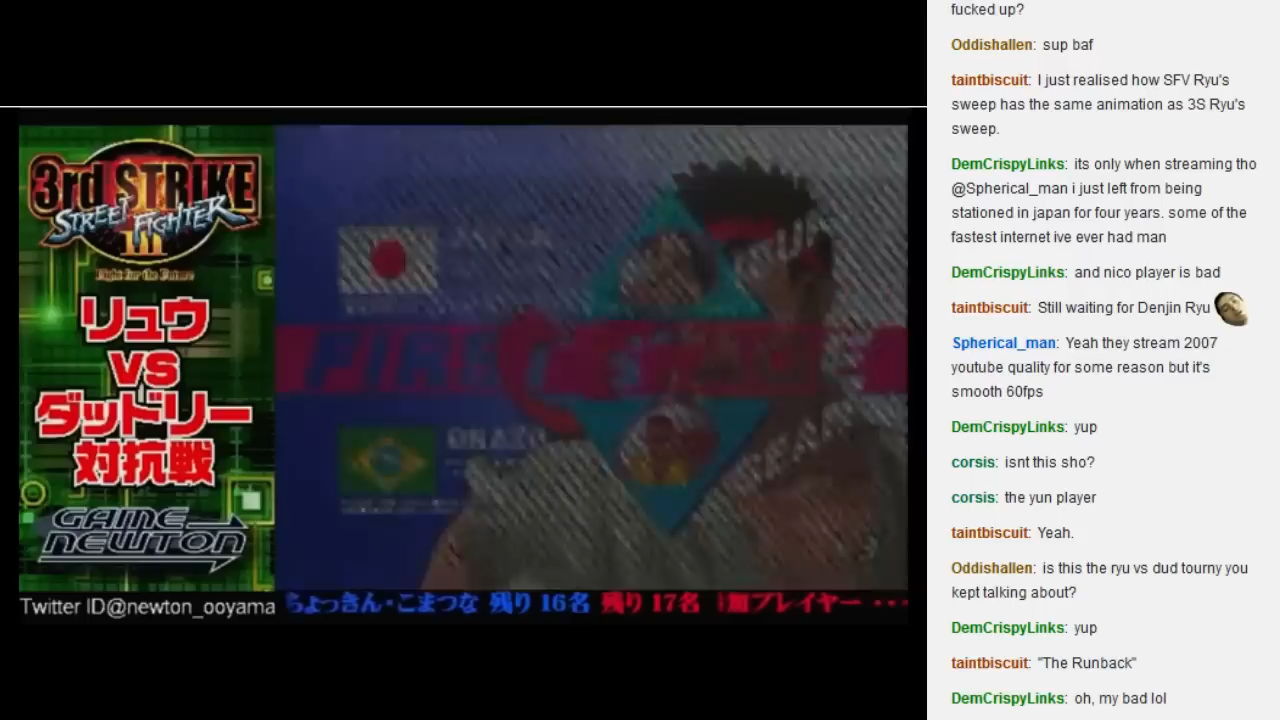 3rd STRIKE
STREET FIGHTER
III
Fight for the Future
リュウ
VS
ダッドリー
対抗戦
GAME
NEWTON
Twitter ID@newton_ooyama
ちょっきん・こまつな 残り 16名 残り 17名 加プレイヤー ・・・
fucked up?
Oddishallen: sup baf
taintbiscuit: I just realised how SFV Ryu's
sweep has the same animation as 3S Ryu's
sweep.
DemCrispyLinks: its only when streaming tho
@Spherical_man i just left from being
stationed in japan for four years. some of the
fastest internet ive ever had man
DemCrispyLinks: and nico player is bad
taintbiscuit: Still waiting for Denjin Ryu
Spherical_man: Yeah they stream 2007
youtube quality for some reason but it's
smooth 60fps
DemCrispyLinks: yup
corsis: isnt this sho?
corsis: the yun player
taintbiscuit: Yeah.
Oddishallen: is this the ryu vs dud tourny you
kept talking about?
DemCrispyLinks: yup
taintbiscuit: "The Runback"
DemCrispyLinks: oh, my bad lol